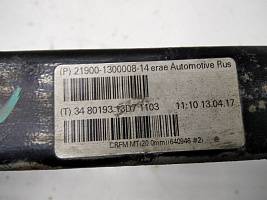 (P) 21900-1300008-14 erae Automotive Rus
(T) 34 80193 13D7 1103 11:10 13.04.17
CRFM MT(20.0mm)(640946 #2)